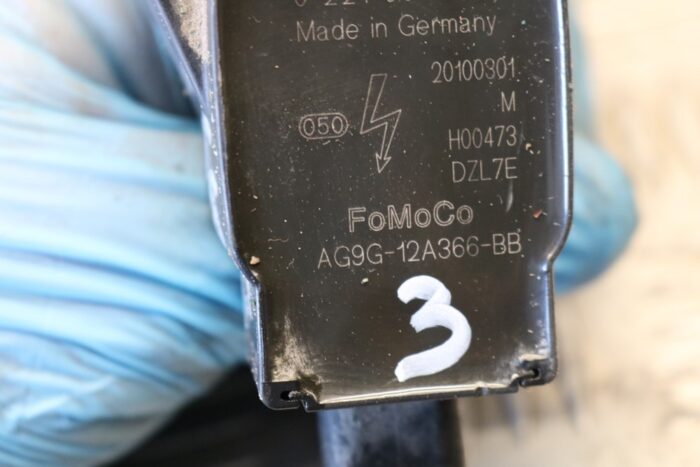 Made in Germany
20100301
M
050
H00473
DZL7E
FoMoCo
AG9G-12A366-BB
3